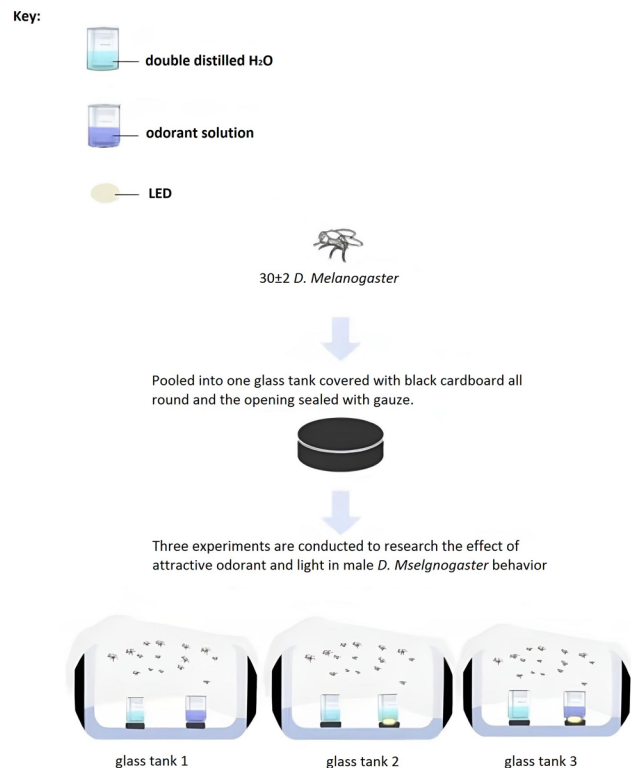 Key:
double distilled H₂O
odorant solution
LED
30±2 D. Melanogaster
Pooled into one glass tank covered with black cardboard all
round and the opening sealed with gauze.
Three experiments are conducted to research the effect of
attractive odorant and light in male D. Mselgnogaster behavior
glass tank 1
glass tank 2
glass tank 3